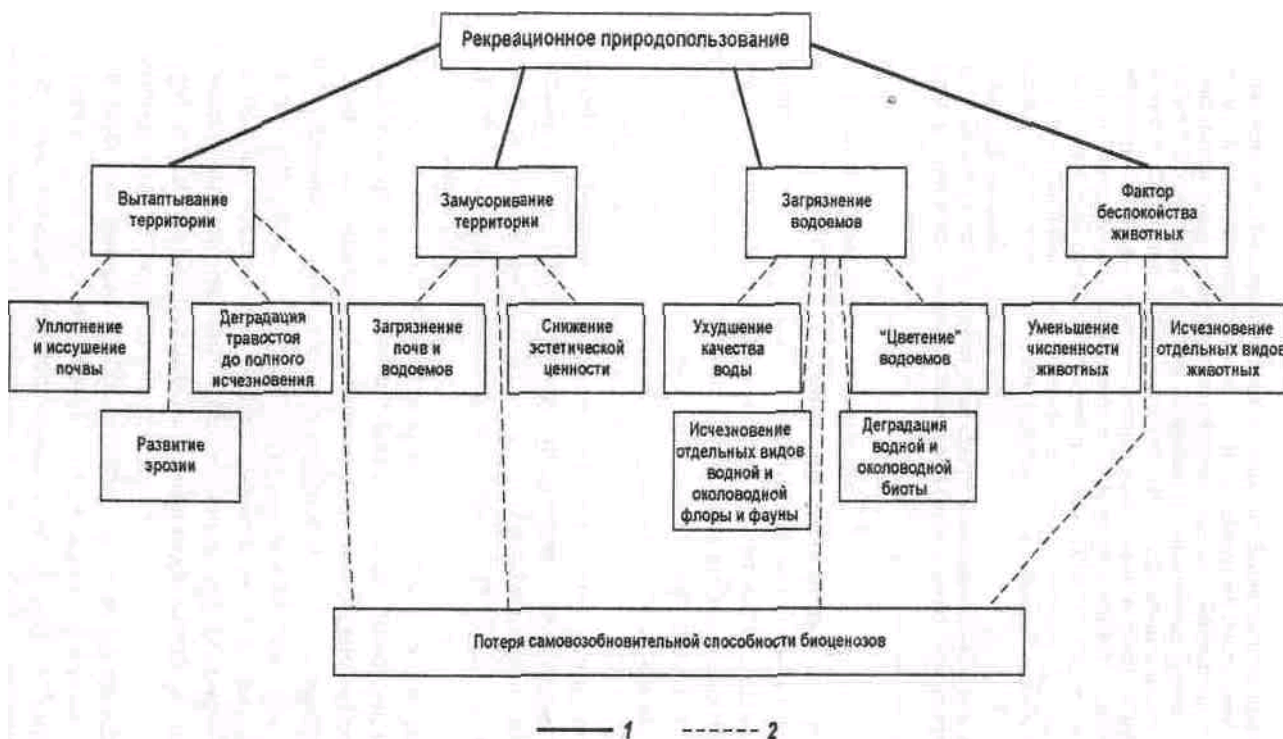 Рекреационное природопользование
Вытаптывание
территории
Замусоривание
территории
Загрязнение
водоемов
Фактор
беспокойства
животных
Уплотнение
и иссушение
почвы
Деградация
травостоя
до полного
исчезновения
Загрязнение
почв и
водоемов
Снижение
эстетической
ценности
Ухудшение
качества
воды
"Цветение"
водоемов
Уменьшение
численности
животных
Исчезновение
отдельных видов
животных
Развитие
эрозии
Исчезновение
отдельных видов
водной и
околоводной
флоры и фауны
Деградация
водной и
околоводной
биоты
Потеря самовозобновительной способности биоценозов
1 2